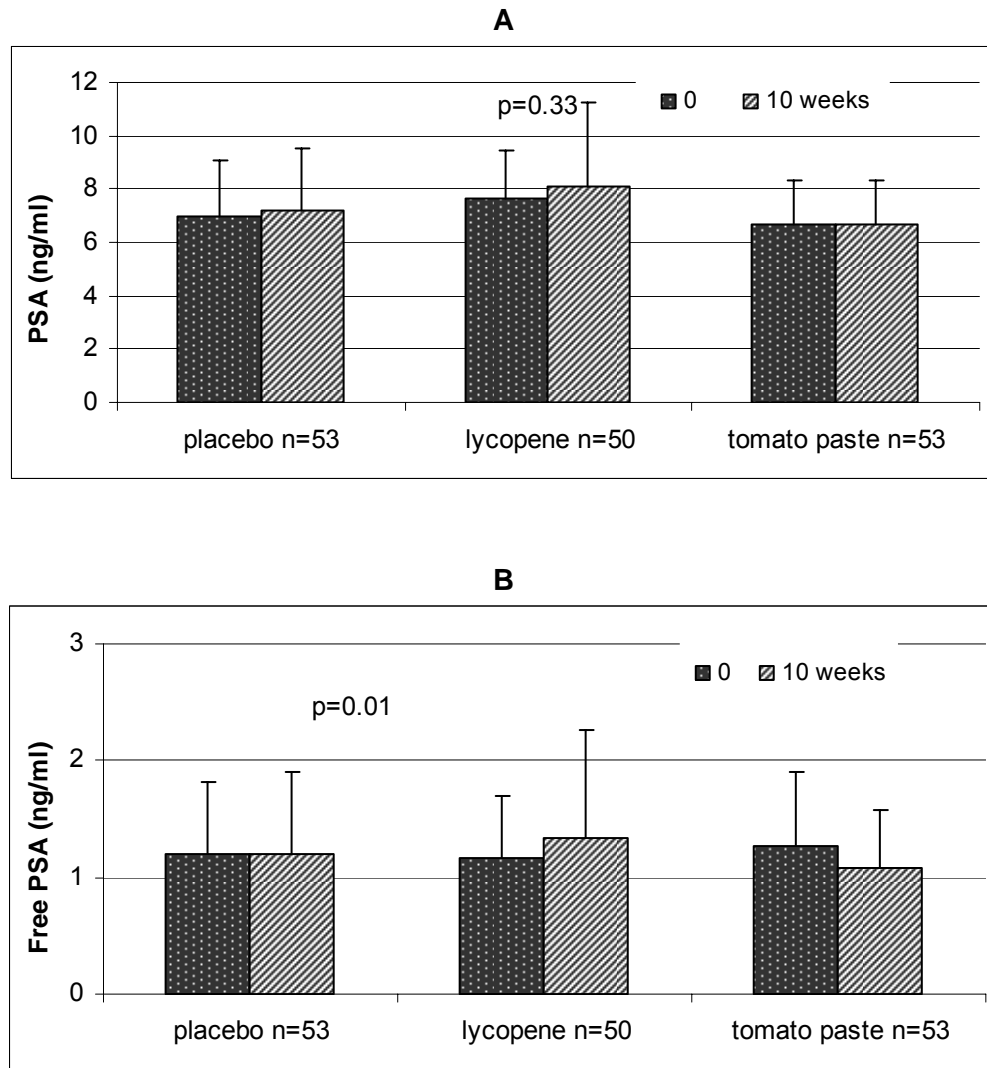 A
PSA (ng/ml)
12
10
8
6
4
2
0
p=0.33
0 10 weeks
placebo n=53 lycopene n=50 tomato paste n=53
B
Free PSA (ng/ml)
3
2
1
0
p=0.01
0 10 weeks
placebo n=53 lycopene n=50 tomato paste n=53